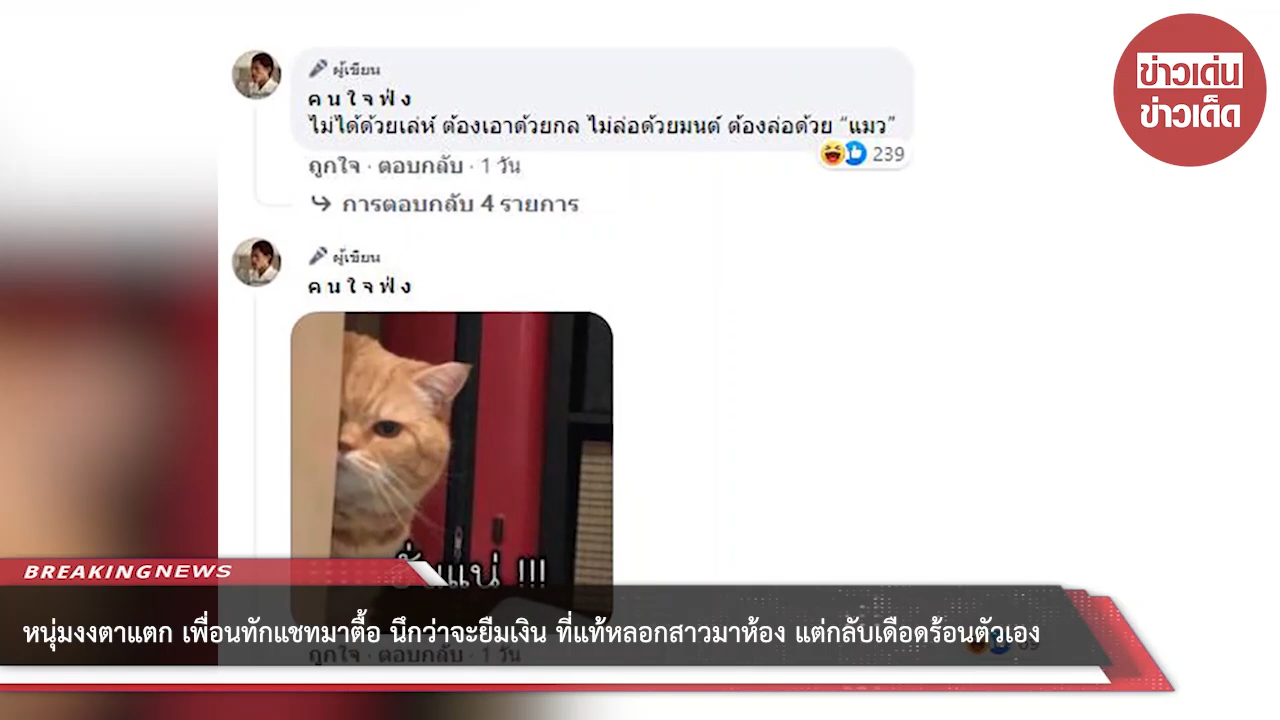 ข่าวเด่น
ข่าวเด็ด
ผู้เขียน
ค น ใ จ ฟ ง
ไม่ได้ด้วยเล่ห์ ต้องเอาด้วยกล ไม่ล่อด้วยมนต์ ต้องล่อด้วย “แมว”
239
ถูกใจ · ตอบกลับ · 1 วัน
การตอบกลับ 4 รายการ
ผู้เขียน
ค น ใ จ ฟ ง
!!!
BREAKINGNEWS
หนุ่มงงตาแตก เพื่อนทักแชทมาตื้อ นึกว่าจะยืมเงิน ที่แท้หลอกสาวมาห้อง แต่กลับเดือดร้อนตัวเอง
ถูกใจ · ตอบกลับ · 1 วัน